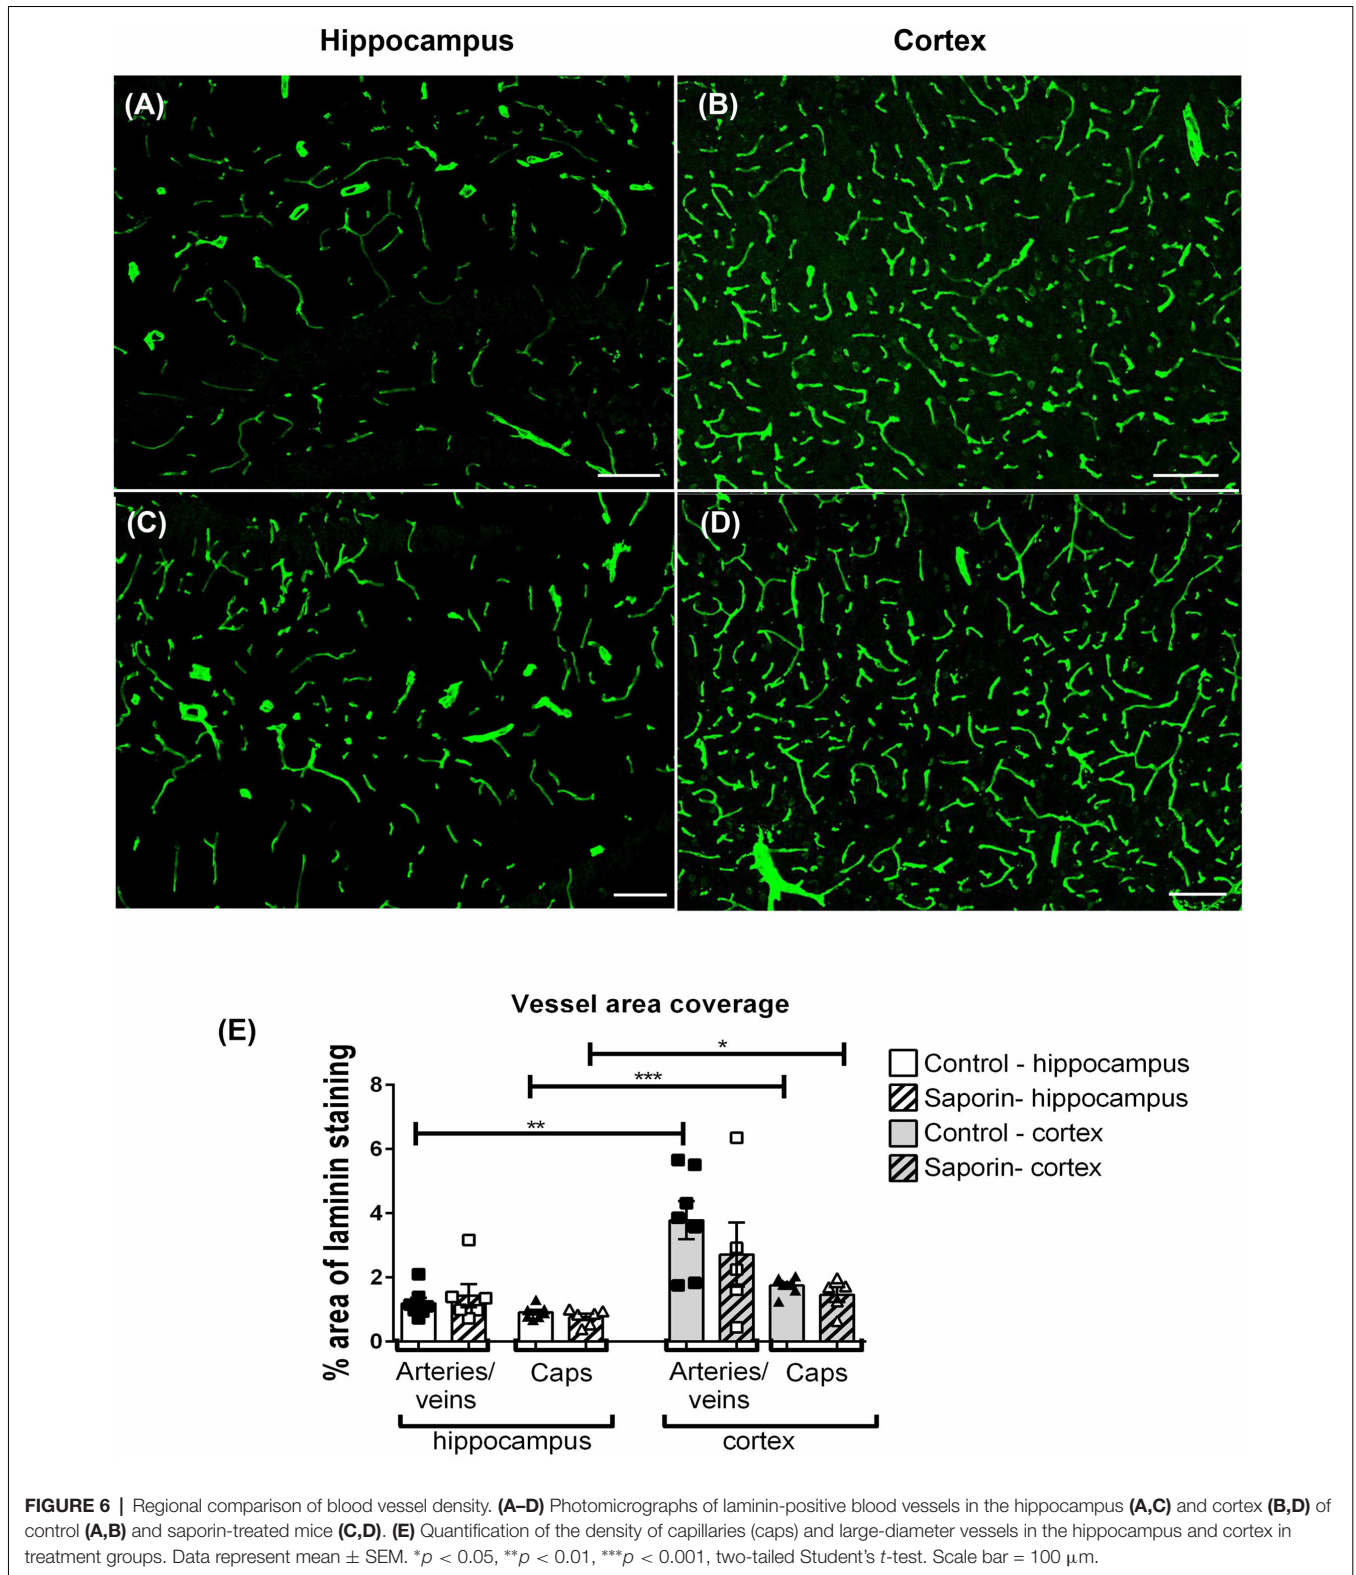 Hippocampus
Cortex
(A)
(B)
(C)
(D)
(E)
Vessel area coverage
% area of laminin staining
8
6
4
2
0
*
***
**
Control - hippocampus
Saporin- hippocampus
Control - cortex
Saporin- cortex
Arteries/
veins
Caps
Arteries/
veins
Caps
hippocampus
cortex
FIGURE 6 | Regional comparison of blood vessel density. (A–D) Photomicrographs of laminin-positive blood vessels in the hippocampus (A,C) and cortex (B,D) of
control (A,B) and saporin-treated mice (C,D). (E) Quantification of the density of capillaries (caps) and large-diameter vessels in the hippocampus and cortex in
treatment groups. Data represent mean ± SEM. *p < 0.05, **p < 0.01, ***p < 0.001, two-tailed Student's t-test. Scale bar = 100 μm.